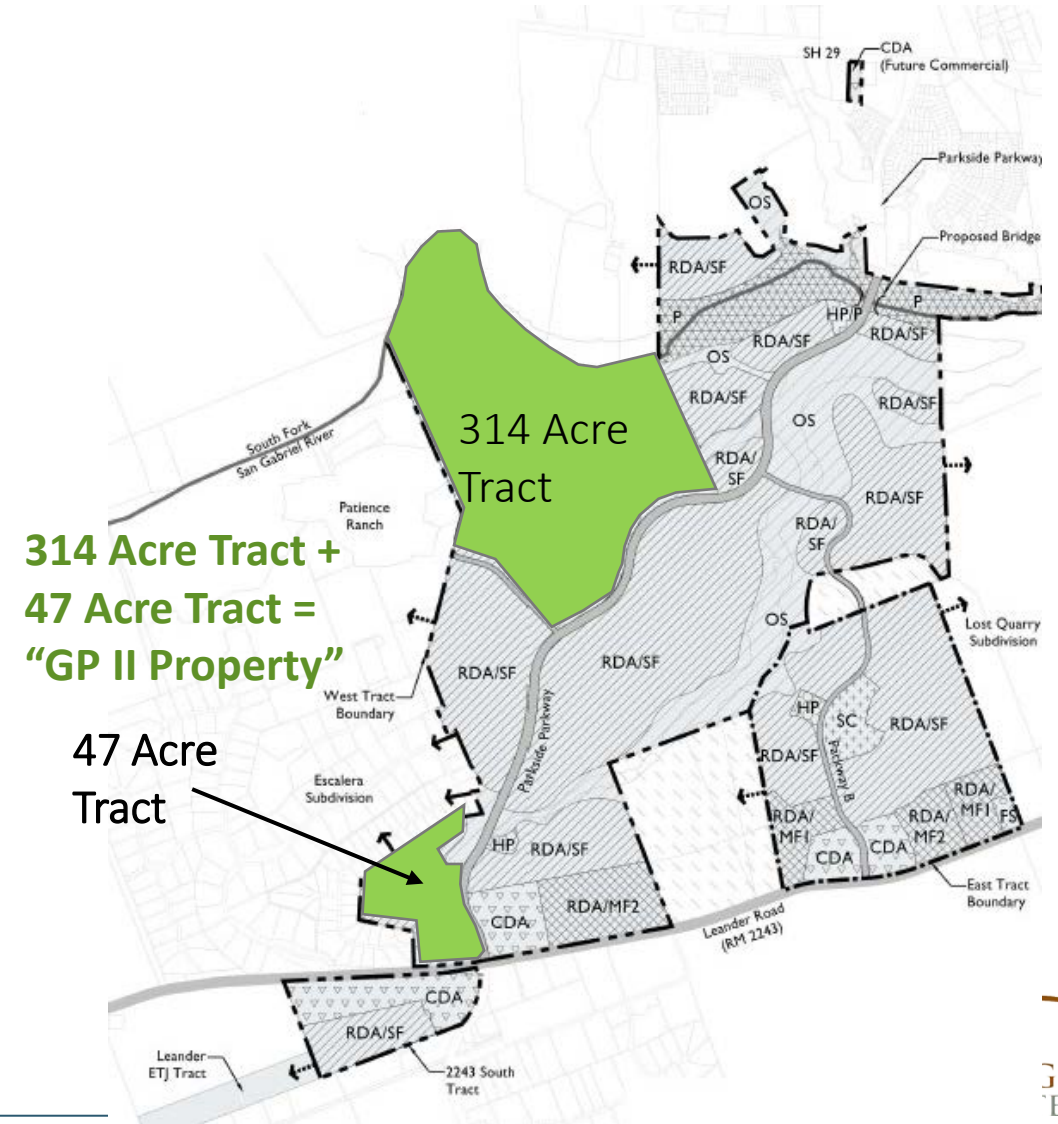 SH 29
CDA
(Future Commercial)
Parkside Parkway
OS
Proposed Bridge
RDA/SF
P
HP/P
P
RDA/SF
RDA/SF
OS
RDA/SF
RDA/SF
OS
314 Acre
Tract
South Fork
San Gabriel River
RDA/
SF
RDA/SF
Patience
Ranch
RDA/
SF
314 Acre Tract +
47 Acre Tract =
“GP II Property”
OS
Lost Quarry
Subdivision
RDA/SF
RDA/SF
West Tract
Boundary
HP
SC
RDA/SF
47 Acre
Tract
Parkside Parkway
Parkway B
RDA/SF
Escalera
Subdivision
RDA/
MF1
RDA/
MF1
RDA/
MF2
FS
HP
RDA/SF
CDA
CDA
East Tract
Boundary
RDA/MF2
CDA
Leander Road
(RM 2243)
CDA
RDA/SF
Leander
ETJ Tract
2243 South
Tract